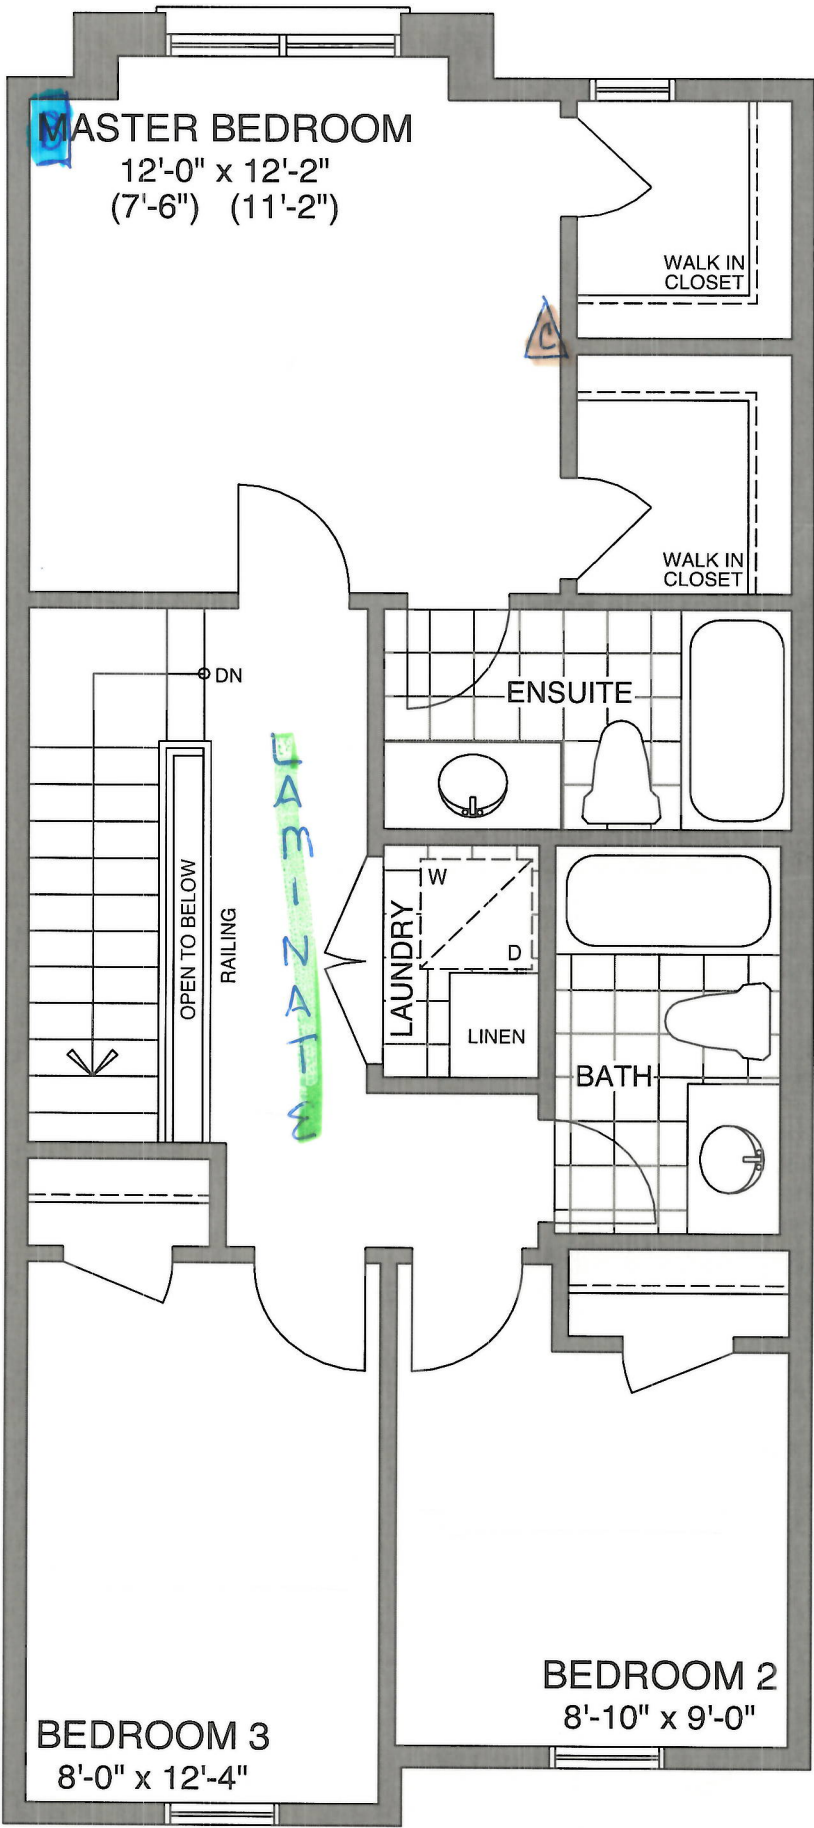 MASTER BEDROOM
12'-0" x 12'-2"
(7'-6") (11'-2")
WALK IN
CLOSET
C
WALK IN
CLOSET
DN
ENSUITE
LAMINATE
OPEN TO BELOW
RAILING
W
D
LAUNDRY
LINEN
BATH
BEDROOM 2
8'-10" x 9'-0"
BEDROOM 3
8'-0" x 12'-4"